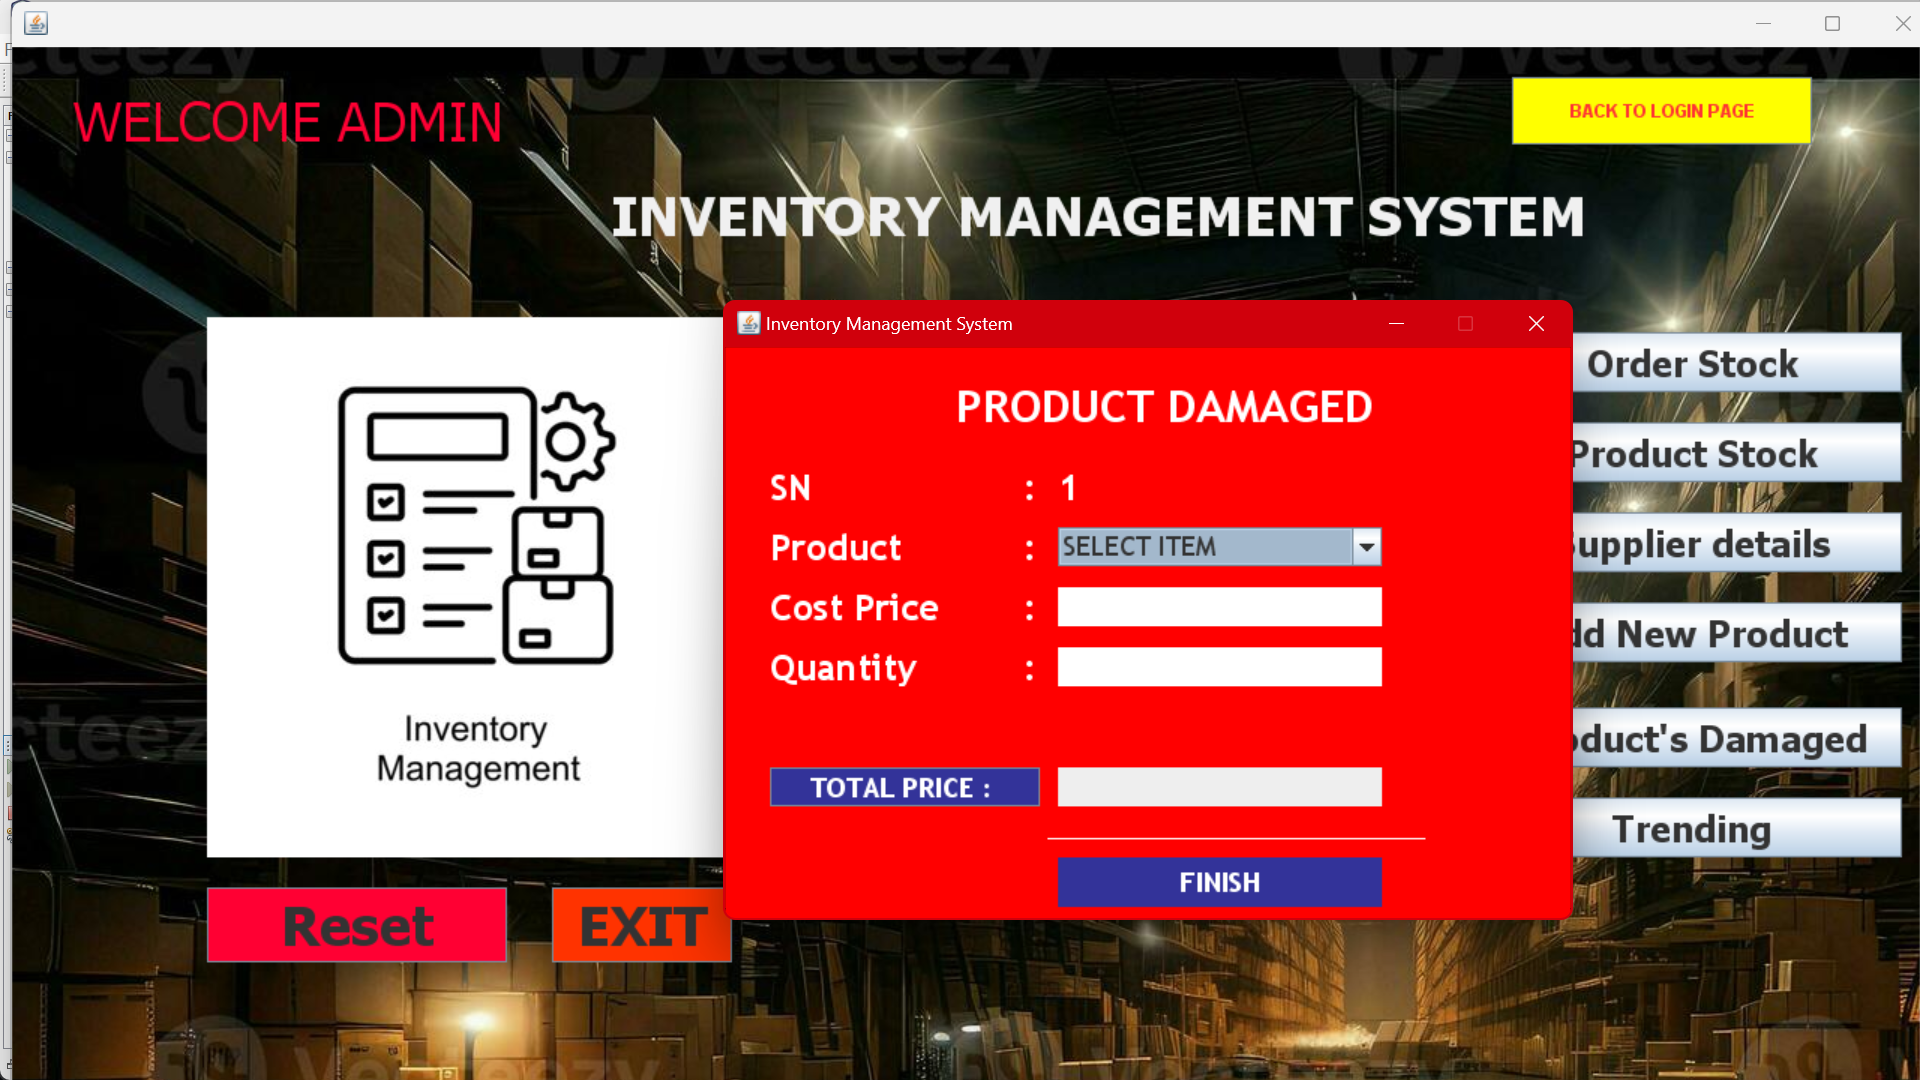 WELCOME ADMIN
BACK TO LOGIN PAGE
INVENTORY MANAGEMENT SYSTEM
Inventory Management System
PRODUCT DAMAGED
SN : 1
Product : SELECT ITEM
Cost Price :
Quantity :
TOTAL PRICE :
FINISH
Inventory
Management
Order Stock
Product Stock
upplier details
dd New Product
oduct's Damaged
Trending
Reset
EXIT